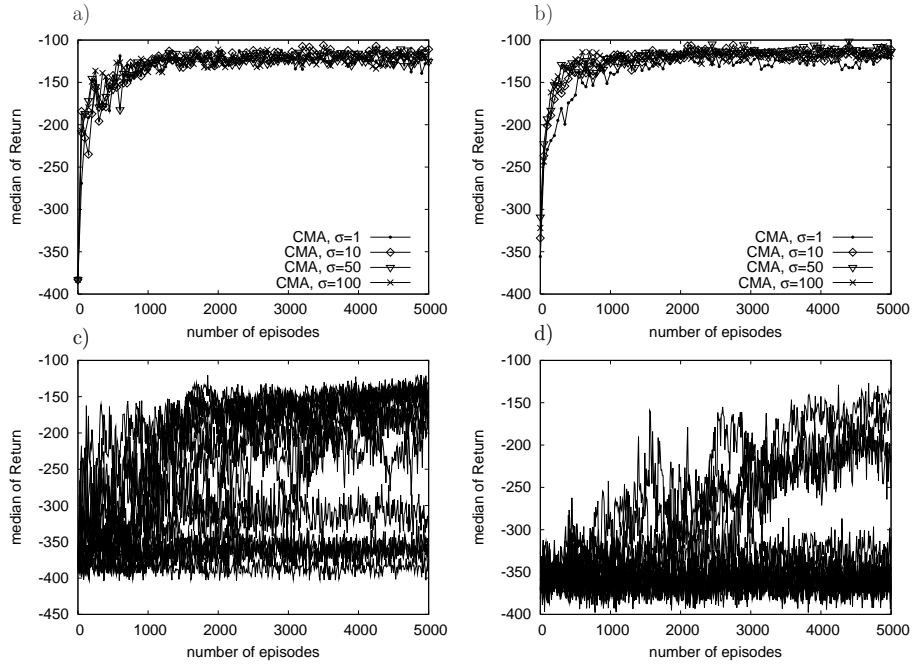 a)
-100
-150
-200
-250
-300
-350
-400
median of Return
CMA, σ=1
CMA, σ=10
CMA, σ=50
CMA, σ=100
0 1000 2000 3000 4000 5000
number of episodes
b)
-100
-150
-200
-250
-300
-350
-400
median of Return
CMA, σ=1
CMA, σ=10
CMA, σ=50
CMA, σ=100
0 1000 2000 3000 4000 5000
number of episodes
c)
-100
-150
-200
-250
-300
-350
-400
-450
median of Return
0 1000 2000 3000 4000 5000
number of episodes
d)
-100
-150
-200
-250
-300
-350
-400
median of Return
0 1000 2000 3000 4000 5000
number of episodes